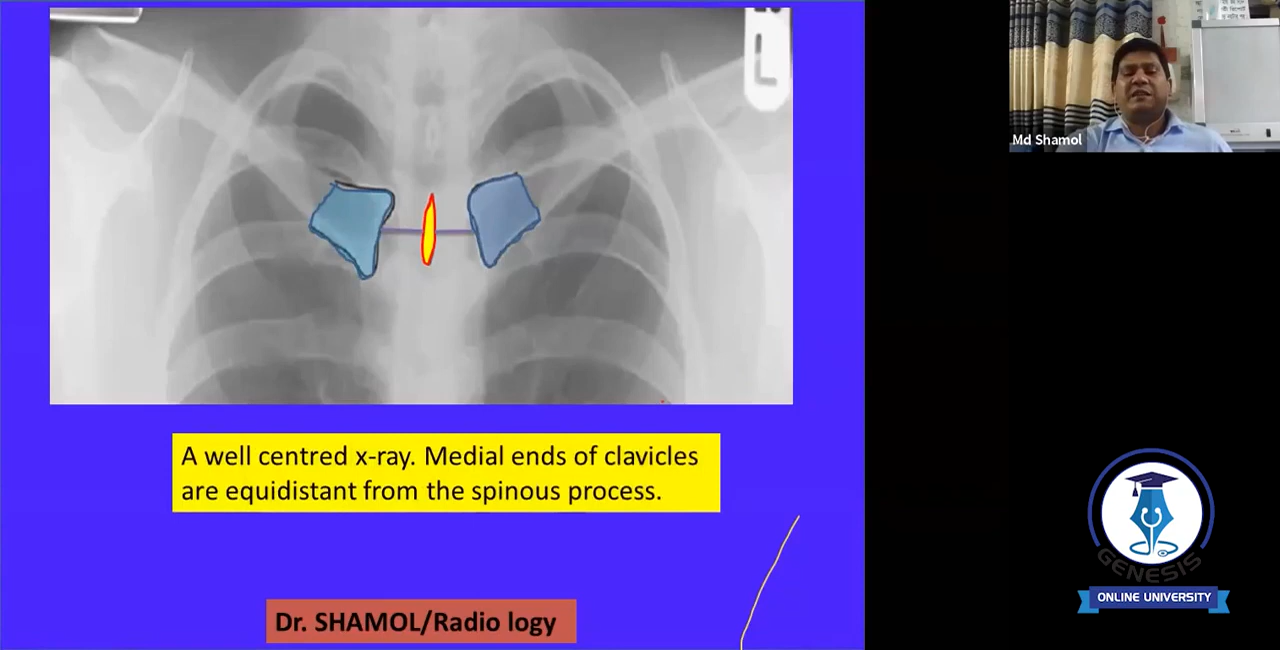 L
Md Shamol
A well centred x-ray. Medial ends of clavicles
are equidistant from the spinous process.
Dr. SHAMOL/Radio logy
GENESIS
ONLINE UNIVERSITY